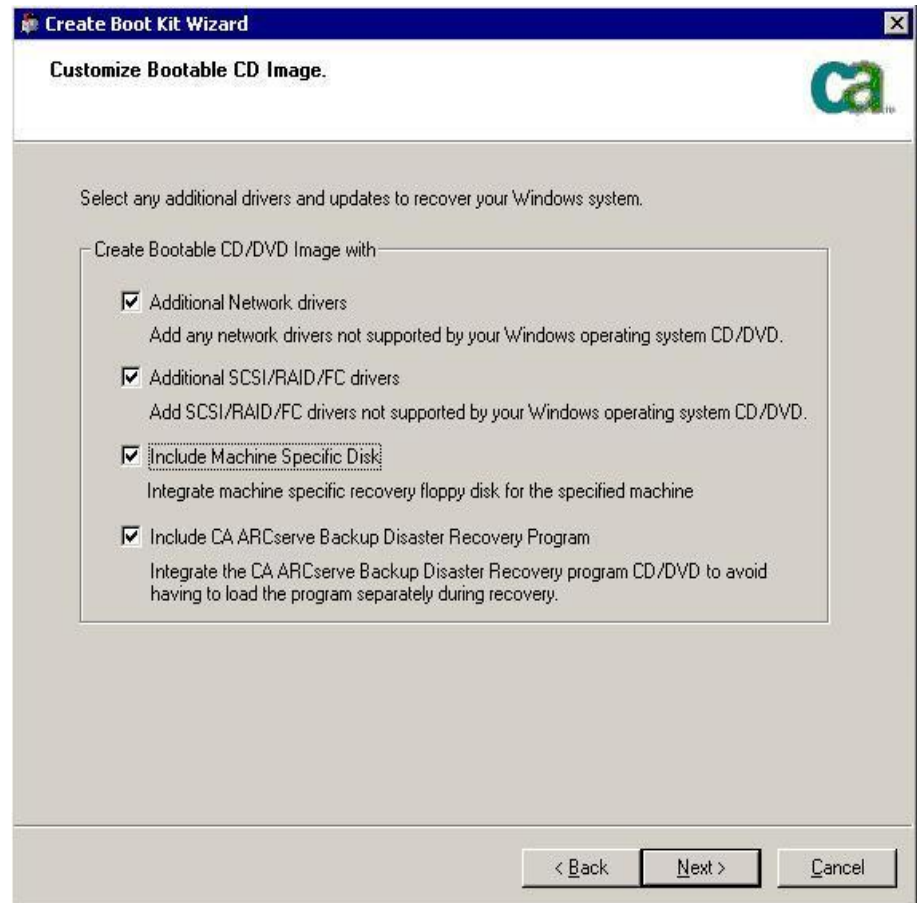 Create Boot Kit Wizard
Customize Bootable CD Image.
ca
Select any additional drivers and updates to recover your Windows system.
Create Bootable CD/DVD Image with
Additional Network drivers
Add any network drivers not supported by your Windows operating system CD/DVD.
Additional SCSI/RAID/FC drivers
Add SCSI/RAID/FC drivers not supported by your Windows operating system CD/DVD.
Include Machine Specific Disk
Integrate machine specific recovery floppy disk for the specified machine
Include CA ARCserve Backup Disaster Recovery Program
Integrate the CA ARCserve Backup Disaster Recovery program CD/DVD to avoid
having to load the program separately during recovery.
< Back Next > Cancel